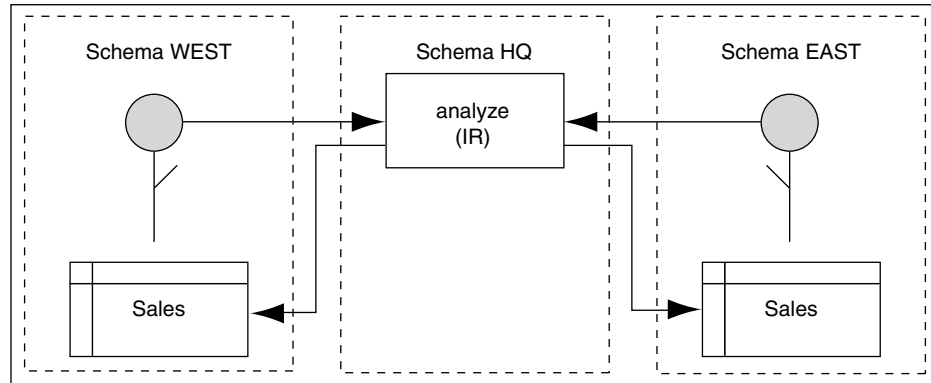 Schema WEST
Schema HQ
Schema EAST
analyze
(IR)
Sales
Sales